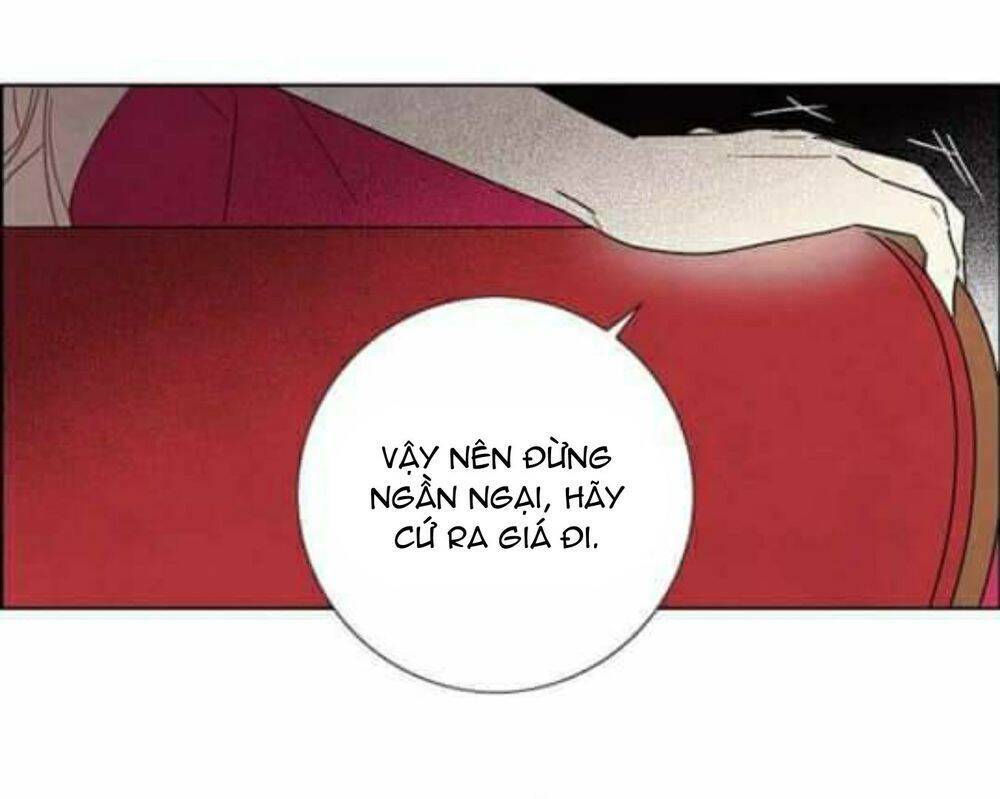 VẬY NÊN ĐỪNG
NGẦN NGẠI, HÃY
CỨ RA GIÁ ĐI.